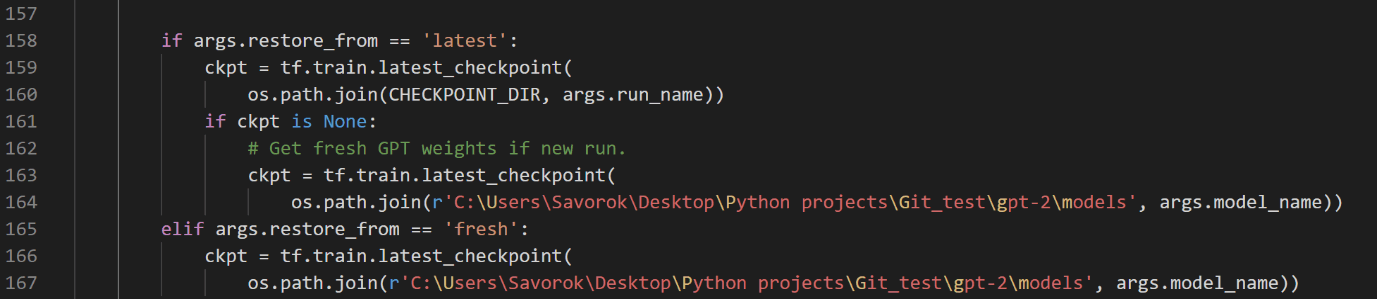 157
158 if args.restore_from == 'latest':
159 ckpt = tf.train.latest_checkpoint(
160 os.path.join(CHECKPOINT_DIR, args.run_name))
161 if ckpt is None:
162 # Get fresh GPT weights if new run.
163 ckpt = tf.train.latest_checkpoint(
164 os.path.join(r'C:\Users\Savorok\Desktop\Python projects\Git_test\gpt-2\models', args.model_name))
165 elif args.restore_from == 'fresh':
166 ckpt = tf.train.latest_checkpoint(
167 os.path.join(r'C:\Users\Savorok\Desktop\Python projects\Git_test\gpt-2\models', args.model_name))